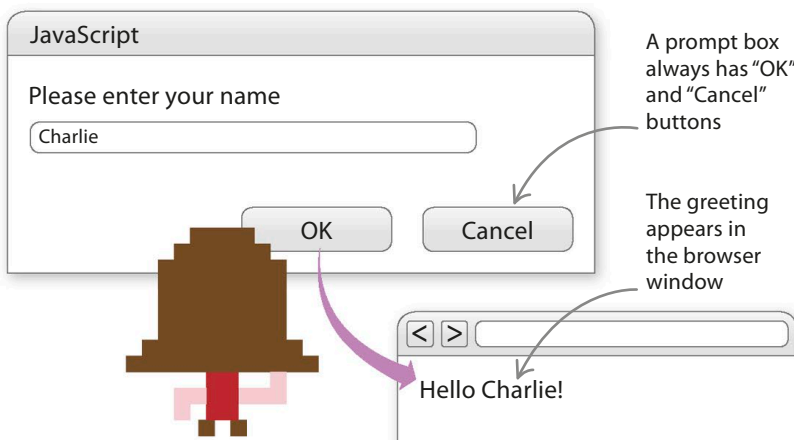 JavaScript
Please enter your name
Charlie
OK
Cancel
A prompt box
always has “OK”
and “Cancel”
buttons
The greeting
appears in
the browser
window
< >
Hello Charlie!